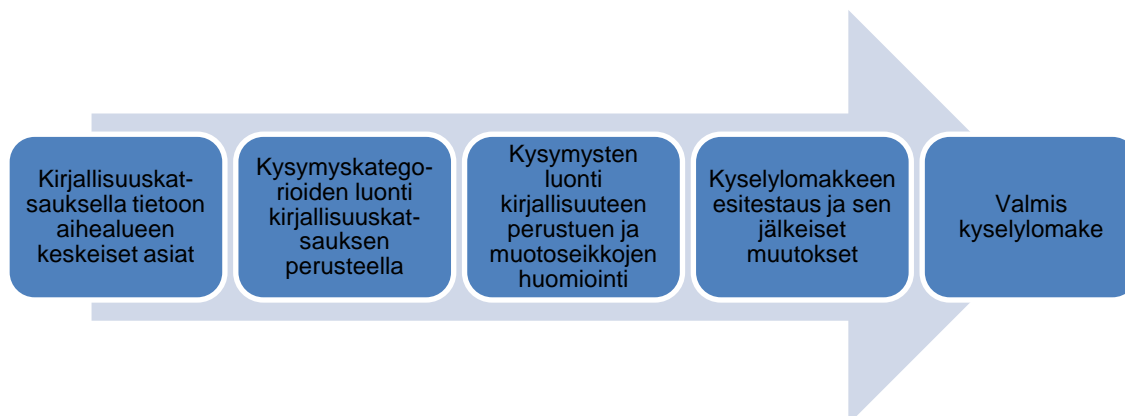 Kirjallisuuskat-
sauksella tietoon
aihealueen
keskeiset asiat
Kysymyskatego-
rioiden luonti
kirjallisuuskat-
sauksen
perusteella
Kysymysten
luonti
kirjallisuuteen
perustuen ja
muotoseikkojen
huomiointi
Kyselylomakkeen
esitestaus ja sen
jälkeiset
muutokset
Valmis
kyselylomake